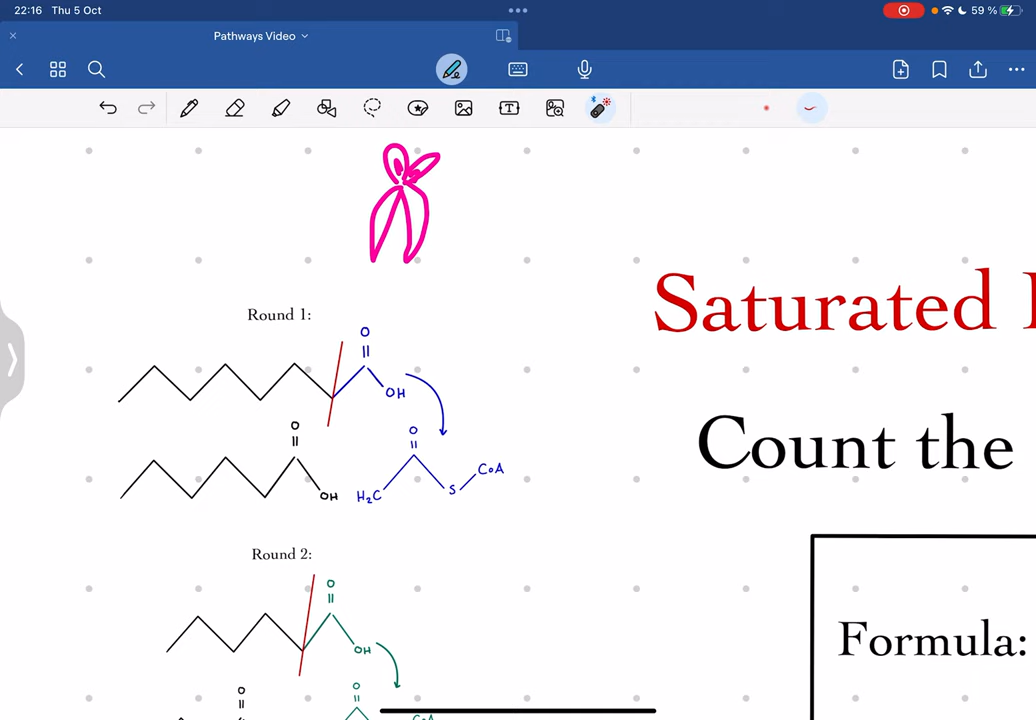 22:16 Thu 5 Oct
59 %
Pathways Video
T
Saturated
Round 1:
O
OH
Count the
O
O
CoA
OH
H₂C
S
Round 2:
O
Formula:
OH
O
O